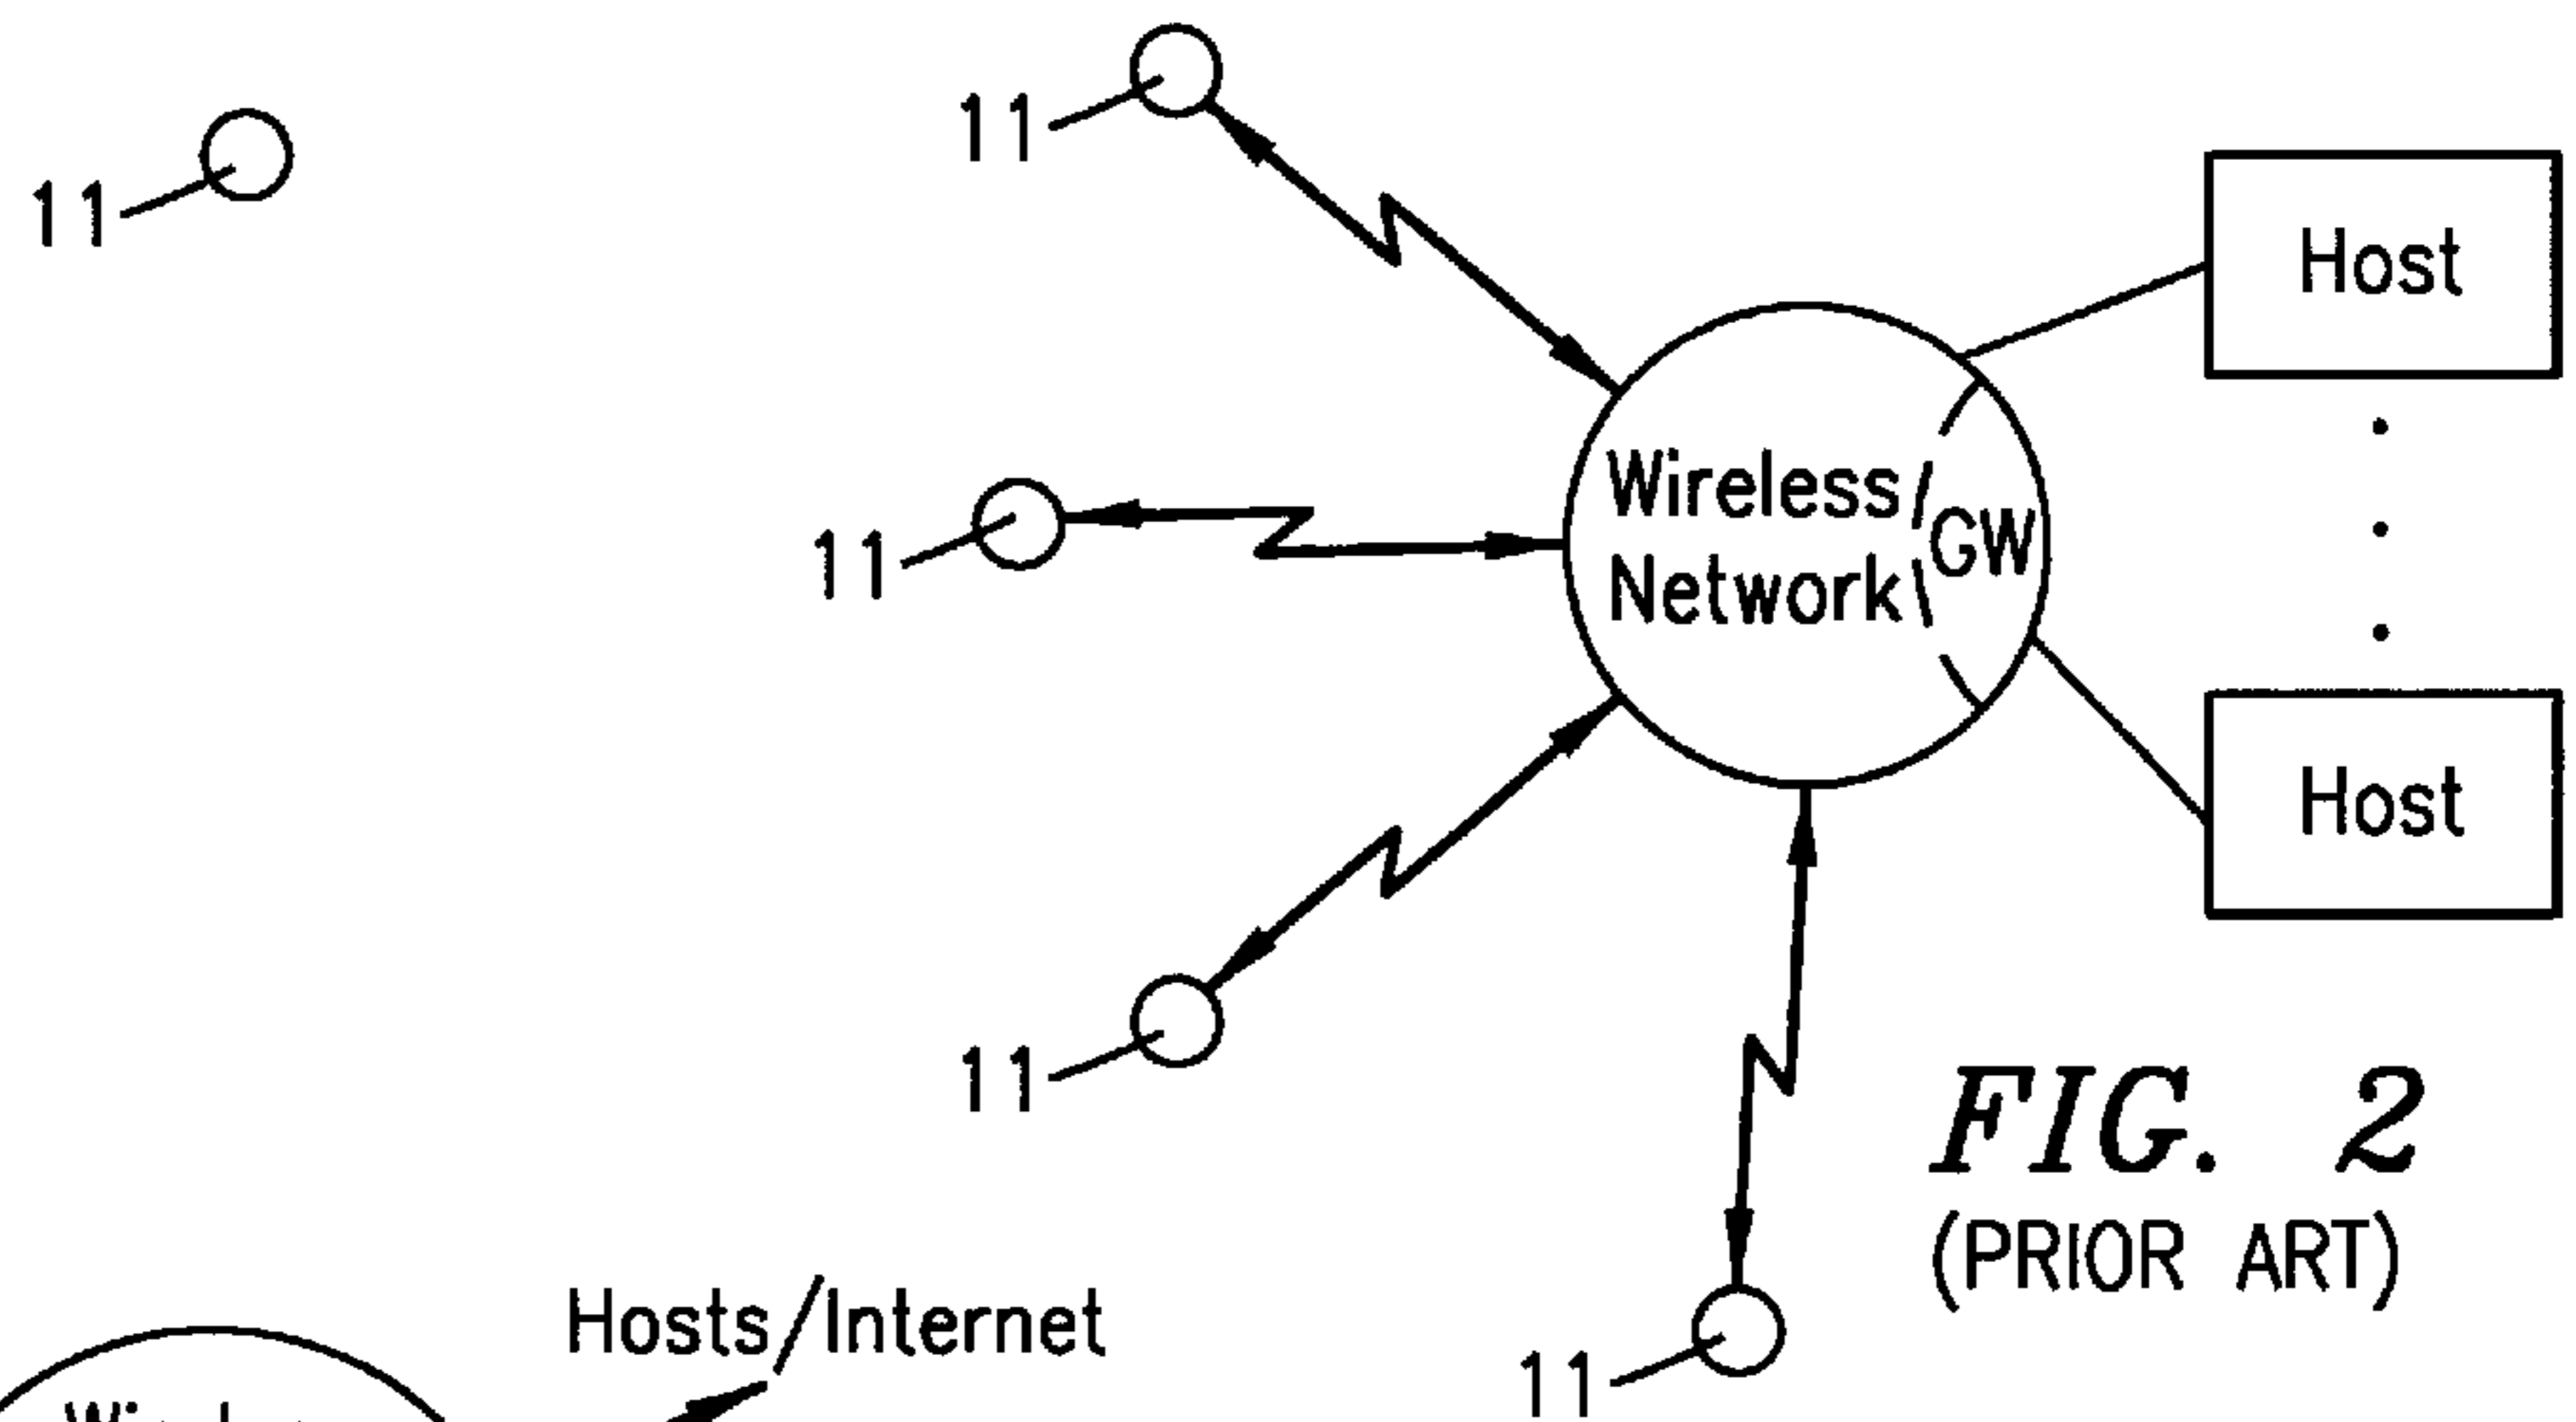 11
11
Host
Wireless
Network
GW
11
Host
11
FIG. 2
(PRIOR ART)
Hosts/Internet
11